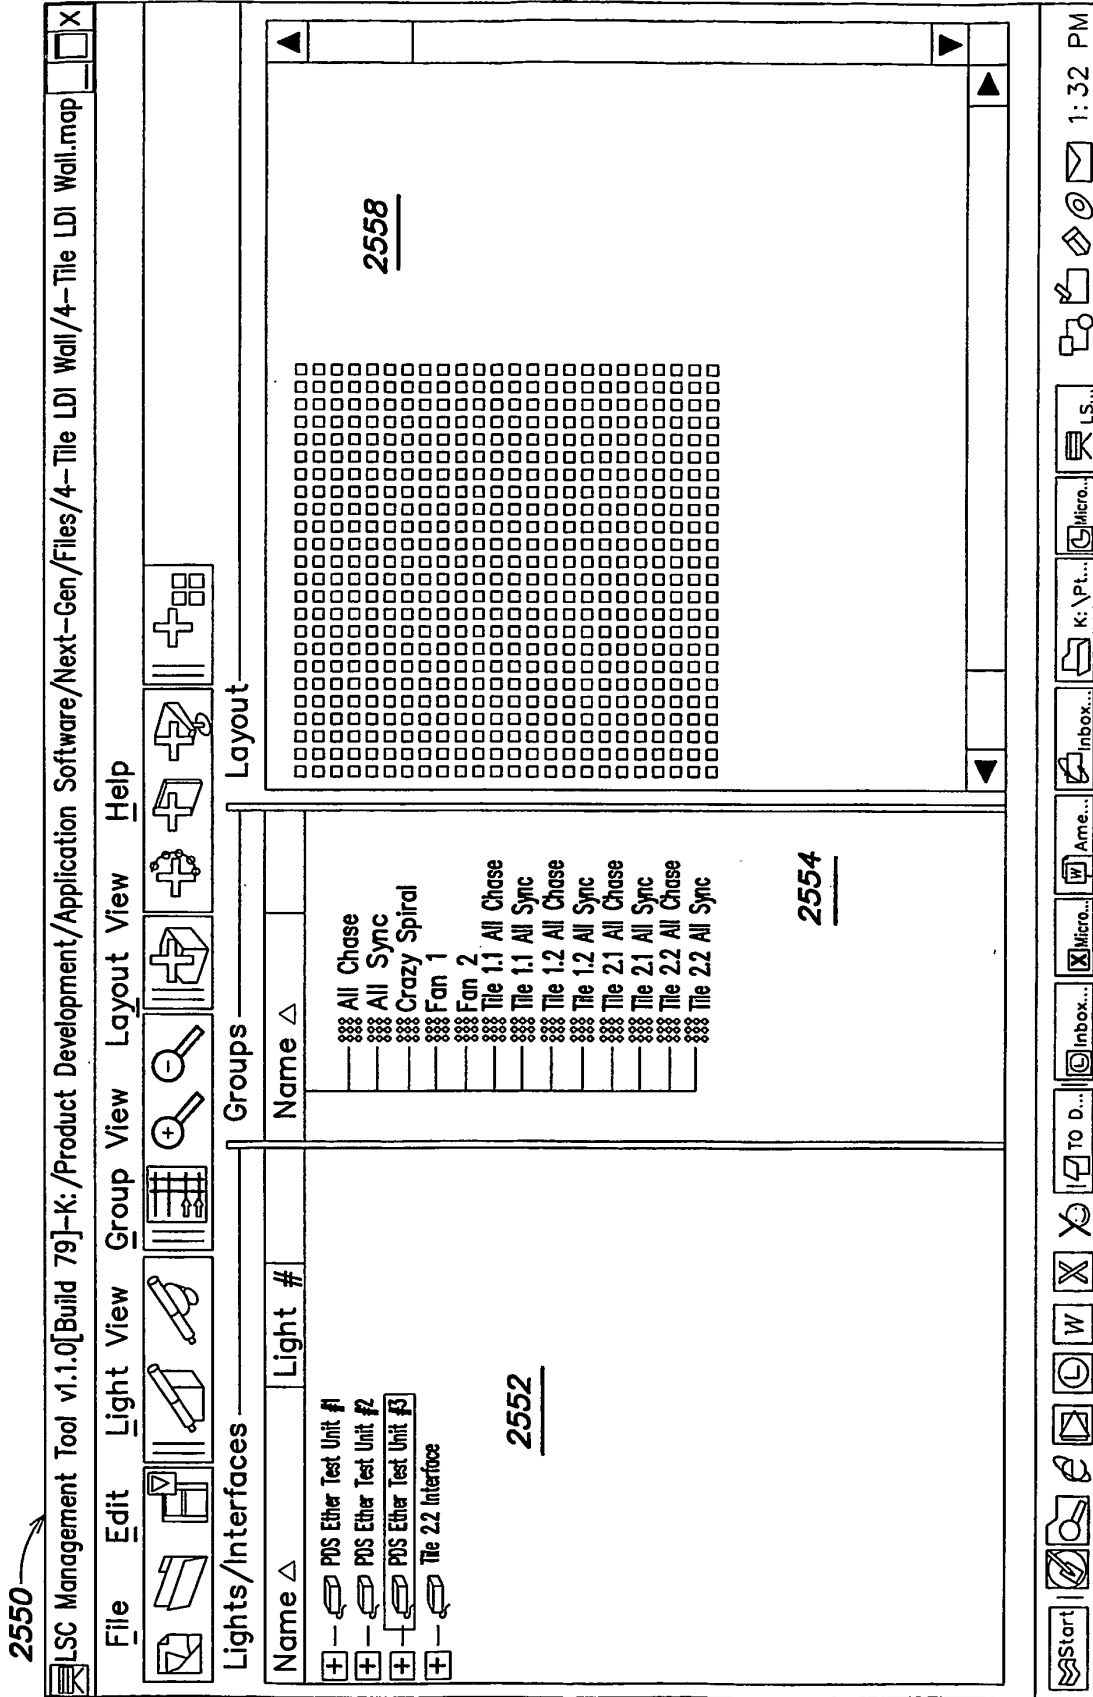 2550
LSC Management Tool v1.1.0[Build 79]-K:/Product Development/Application Software/Next-Gen/Files/4-Tile LDI Wall/4-Tile LDI Wall.map
File Edit Light View Group View Layout View Help
Lights/Interfaces Groups Layout
Name Light # Name
PDS Ether Test Unit #1
PDS Ether Test Unit #2
PDS Ether Test Unit #3
Tile 2.2 Interface
2552
All Chase
All Sync
Crazy Spiral
Fan 1
Fan 2
Tile 1.1 All Chase
Tile 1.1 All Sync
Tile 1.2 All Chase
Tile 1.2 All Sync
Tile 2.1 All Chase
Tile 2.1 All Sync
Tile 2.2 All Chase
Tile 2.2 All Sync
2554
2558
Start e L W X TO D... Inbox... Micro... Ame... Inbox... K:\Pt... Micro... LS... 1:32 PM